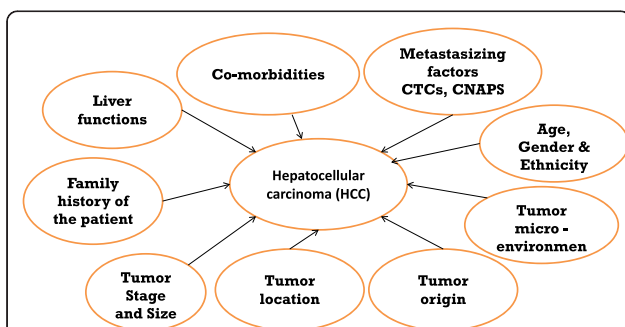 Co-morbidities
Metastasizing
factors
CTCs, CNAPS
Liver
functions
Age,
Gender &
Ethnicity
Hepatocellular
carcinoma (HCC)
Family
history of
the patient
Tumor
micro -
environmen
Tumor
Stage
and Size
Tumor
location
Tumor
origin